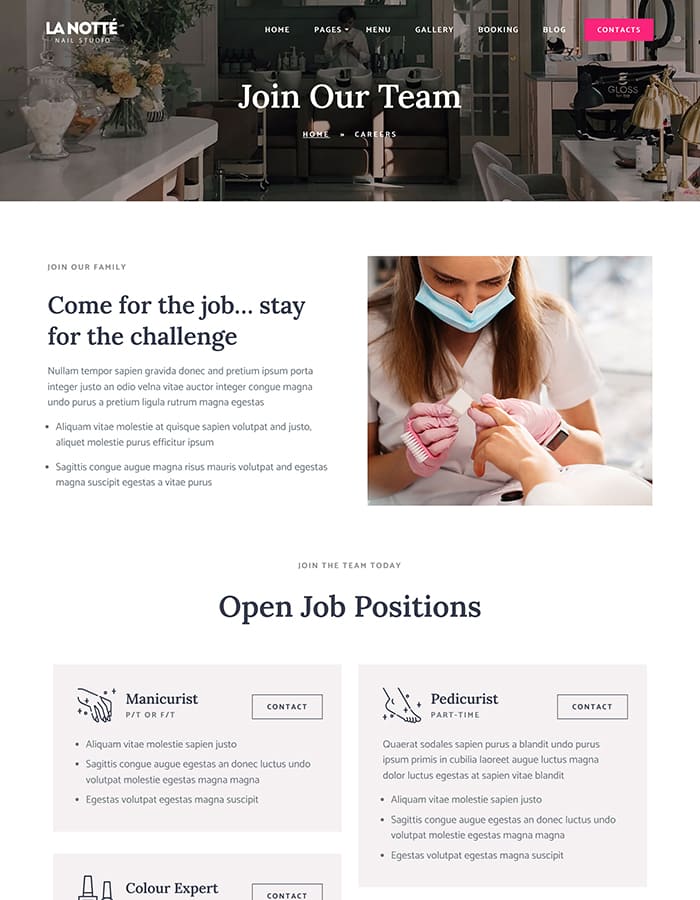 LA NOTTÉ
NAIL STUDIO
HOME PAGES MENU GALLERY BOOKING BLOG CONTACTS
GLOSS
Join Our Team
HOME » CAREERS
JOIN OUR FAMILY
Come for the job... stay
for the challenge
Nullam tempor sapien gravida donec and pretium ipsum porta
integer justo an odio velna vitae auctor integer congue magna
undo purus a pretium ligula rutrum magna egestas
• Aliquam vitae molestie at quisque sapien volutpat and justo,
aliquet molestie purus efficitur ipsum
• Sagittis congue augue magna risus mauris volutpat and egestas
magna suscipit egestas a vitae purus
JOIN THE TEAM TODAY
Open Job Positions
Manicurist
P/T OR F/T
CONTACT
• Aliquam vitae molestie sapien justo
• Sagittis congue augue egestas an donec luctus undo
volutpat molestie egestas magna magna
• Egestas volutpat egestas magna suscipit
Pedicurist
PART-TIME
CONTACT
Quaerat sodales sapien purus a blandit undo purus
ipsum primis in cubilia laoreet augue luctus magna
dolor luctus egestas at sapien vitae blandit
• Aliquam vitae molestie sapien justo
• Sagittis congue augue egestas an donec luctus undo
volutpat molestie egestas magna magna
• Egestas volutpat egestas magna suscipit
Colour Expert
CONTACT